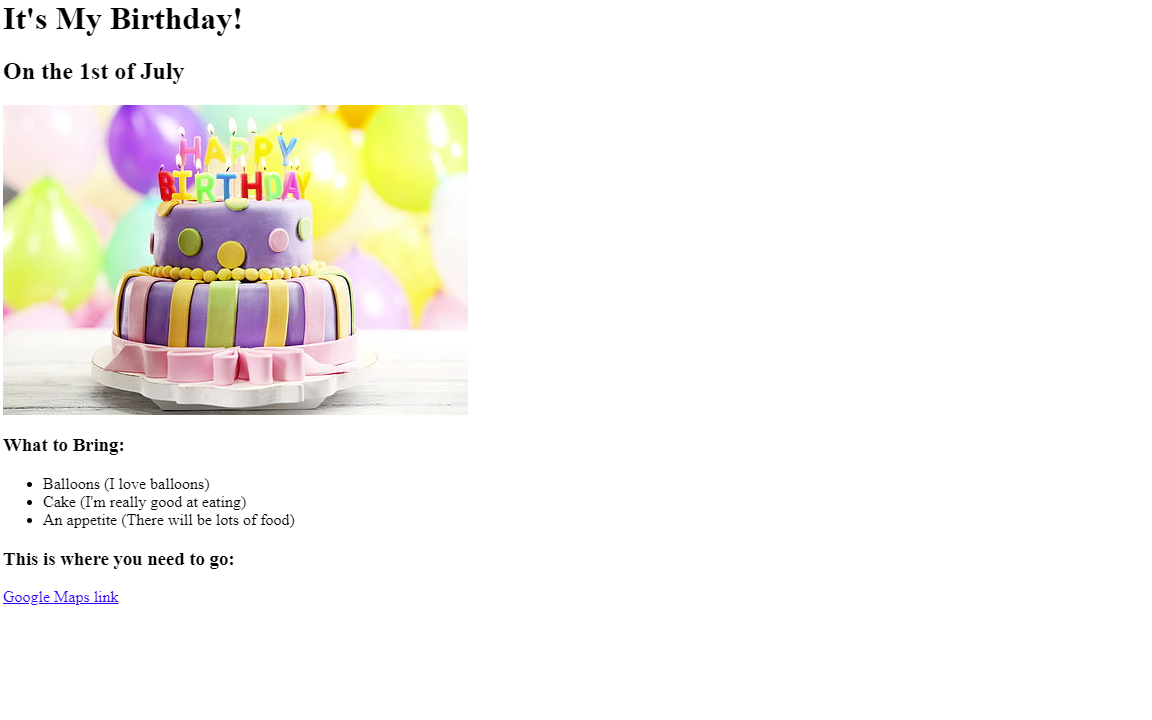 It's My Birthday!
On the 1st of July
HAPPY
BIRTHDAY
What to Bring:
Balloons (I love balloons)
Cake (I'm really good at eating)
An appetite (There will be lots of food)
This is where you need to go:
Google Maps link